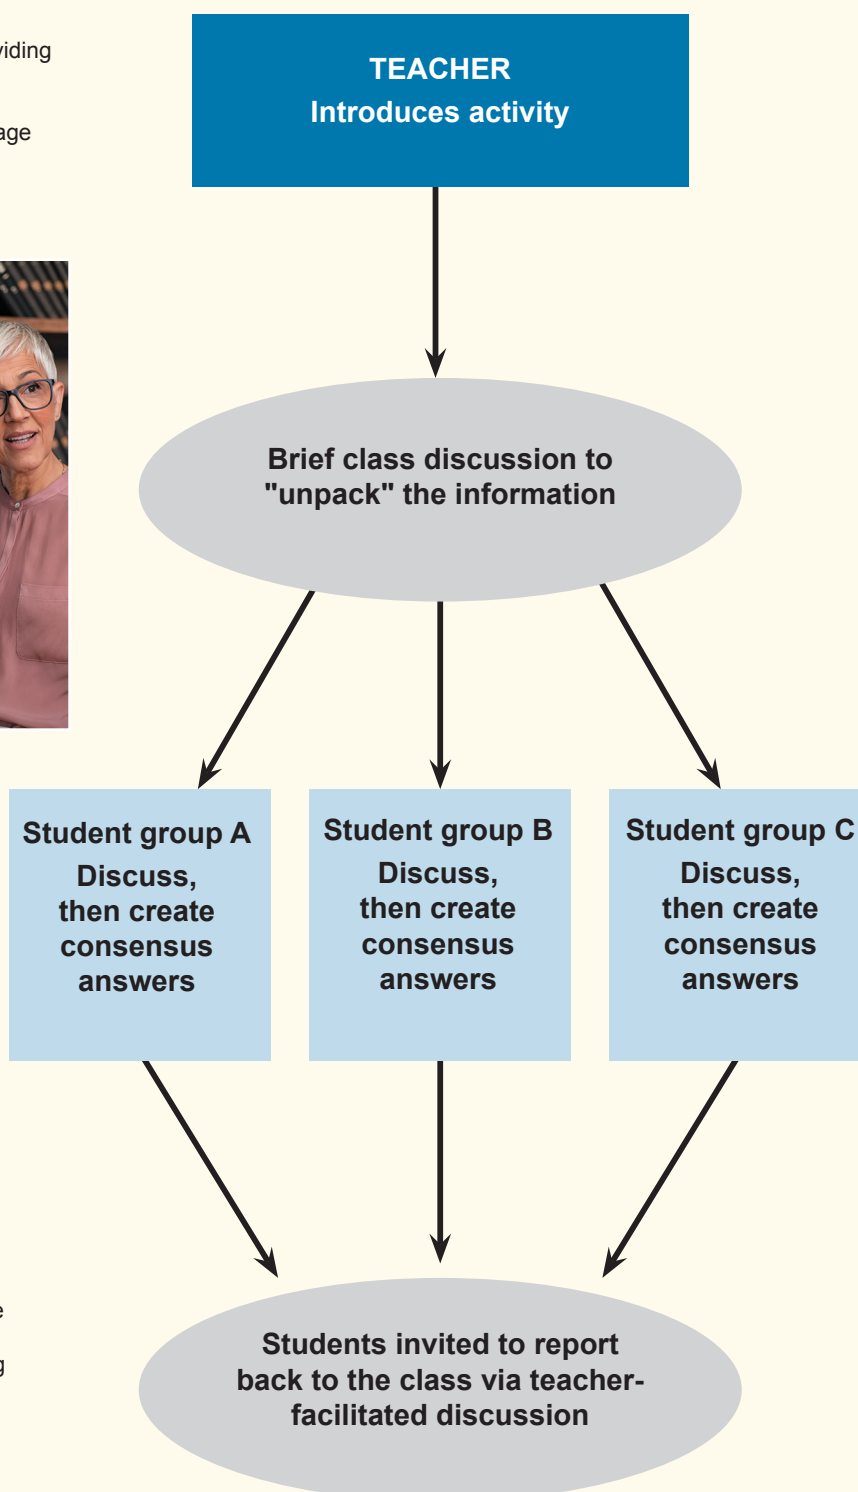 TEACHER
Introduces activity
Brief class discussion to
"unpack" the information
Student group A
Discuss,
then create
consensus
answers
Student group B
Discuss,
then create
consensus
answers
Student group C
Discuss,
then create
consensus
answers
Students invited to report
back to the class via teacher-
facilitated discussion